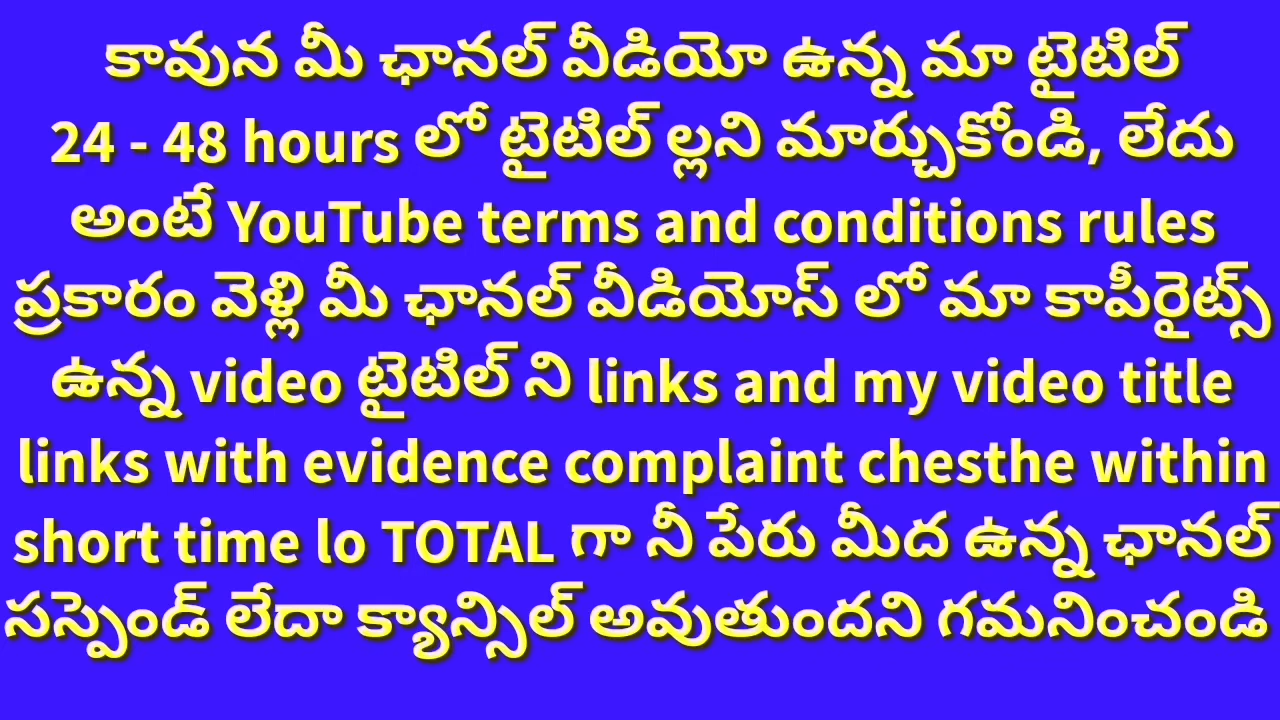 కావున మీ ఛానల్ వీడియో ఉన్న మా టైటిల్
24 - 48 hours లో టైటిల్ ల్లని మార్చుకోండి, లేదు
అంటే YouTube terms and conditions rules
ప్రకారం వెళ్లి మీ ఛానల్ వీడియోస్ లో మా కాపీరైట్స్
ఉన్న video టైటిల్ ని links and my video title
links with evidence complaint chesthe within
short time lo TOTAL గా నీ పేరు మీద ఉన్న ఛానల్
సస్పెండ్ లేదా క్యాన్సిల్ అవుతుందని గమనించండి